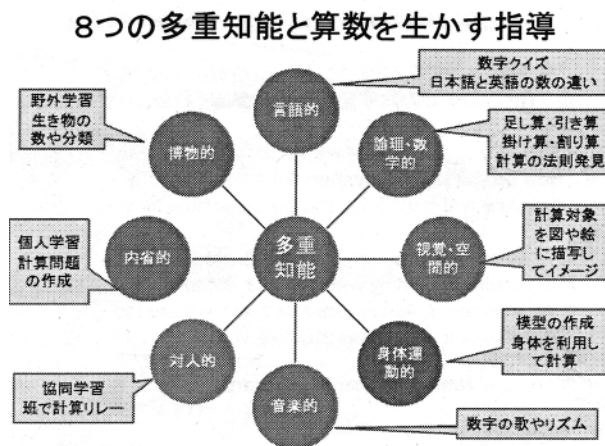 8つの多重知能と算数を生かす指導
数字クイズ
日本語と英語の数の違い
言語的
野外学習
生き物の
数や分類
足し算・引き算
掛け算・割り算
計算の法則発見
博物的
論理・数
学的
個人学習
計算問題
の作成
内省的
多重
知能
視覚・空
間的
計算対象
を図や絵
に描写し
てイメージ
対人的
身体運
動的
模型の作成
身体を利用し
て計算
協同学習
班で計算リレー
音楽的
数字の歌やリズム